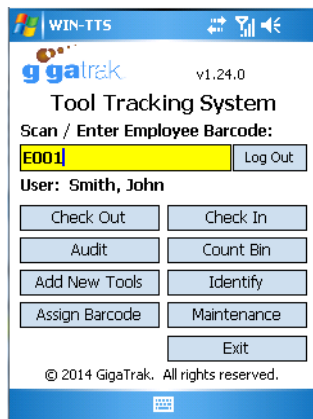 WIN-TTS
gigatrak
v1.24.0
Tool Tracking System
Scan / Enter Employee Barcode:
E001 Log Out
User: Smith, John
Check Out Check In
Audit Count Bin
Add New Tools Identify
Assign Barcode Maintenance
Exit
© 2014 GigaTrak. All rights reserved.